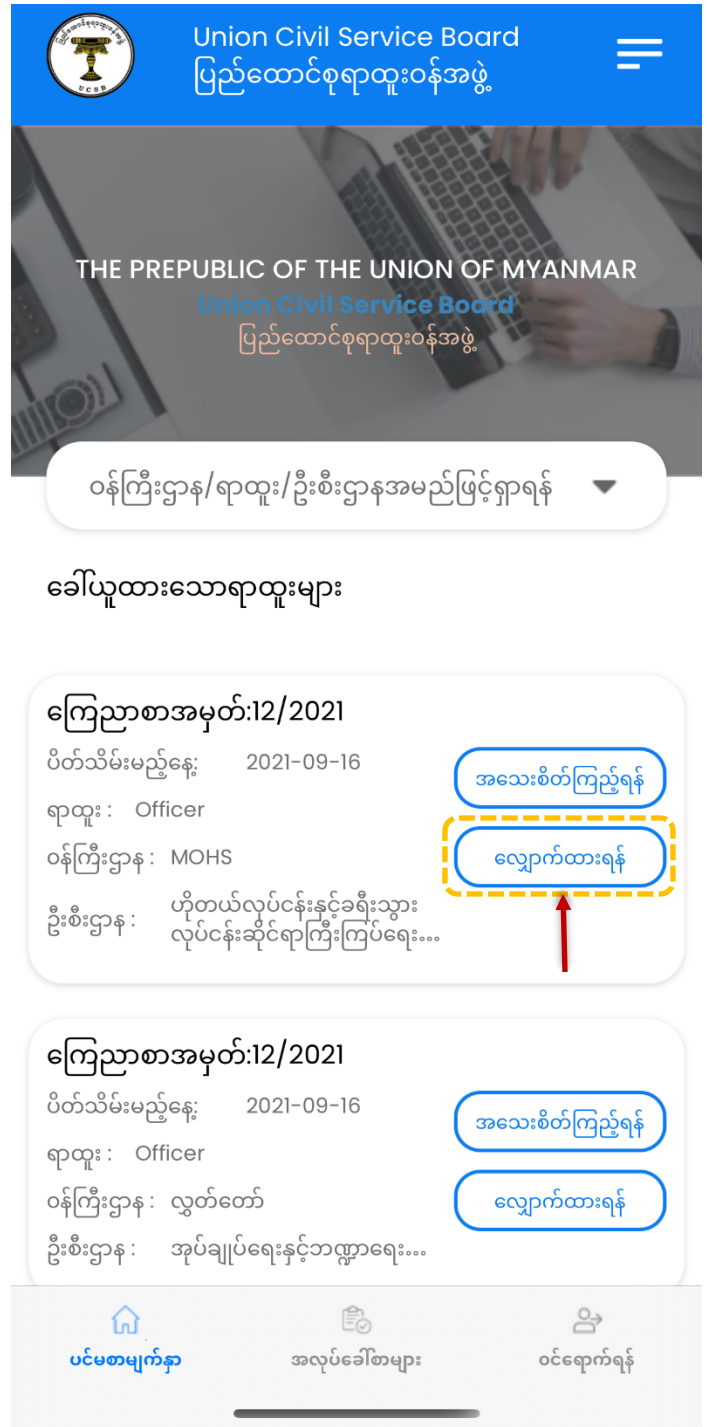 Union Civil Service Board
ပြည်ထောင်စုရာထူးဝန်အဖွဲ့
UCSB
THE PREPUBLIC OF THE UNION OF MYANMAR
Union Civil Service Board
ပြည်ထောင်စုရာထူးဝန်အဖွဲ့
ဝန်ကြီးဌာန/ရာထူး/ဦးစီးဌာနအမည်ဖြင့်ရှာရန်
ခေါ်ယူထားသောရာထူးများ
ကြေညာစာအမှတ်:12/2021
ပိတ်သိမ်းမည့်နေ့: 2021-09-16
အသေးစိတ်ကြည့်ရန်
ရာထူး : Officer
ဝန်ကြီးဌာန : MOHS
လျှောက်ထားရန်
ဦးစီးဌာန : ဟိုတယ်လုပ်ငန်းနှင့်ခရီးသွား
လုပ်ငန်းဆိုင်ရာကြီးကြပ်ရေး...
ကြေညာစာအမှတ်:12/2021
ပိတ်သိမ်းမည့်နေ့: 2021-09-16
အသေးစိတ်ကြည့်ရန်
ရာထူး : Officer
ဝန်ကြီးဌာန : လွှတ်တော်
လျှောက်ထားရန်
ဦးစီးဌာန : အုပ်ချုပ်ရေးနှင့်ဘဏ္ဍာရေး...
ပင်မစာမျက်နှာ
အလုပ်ခေါ်စာများ
ဝင်ရောက်ရန်